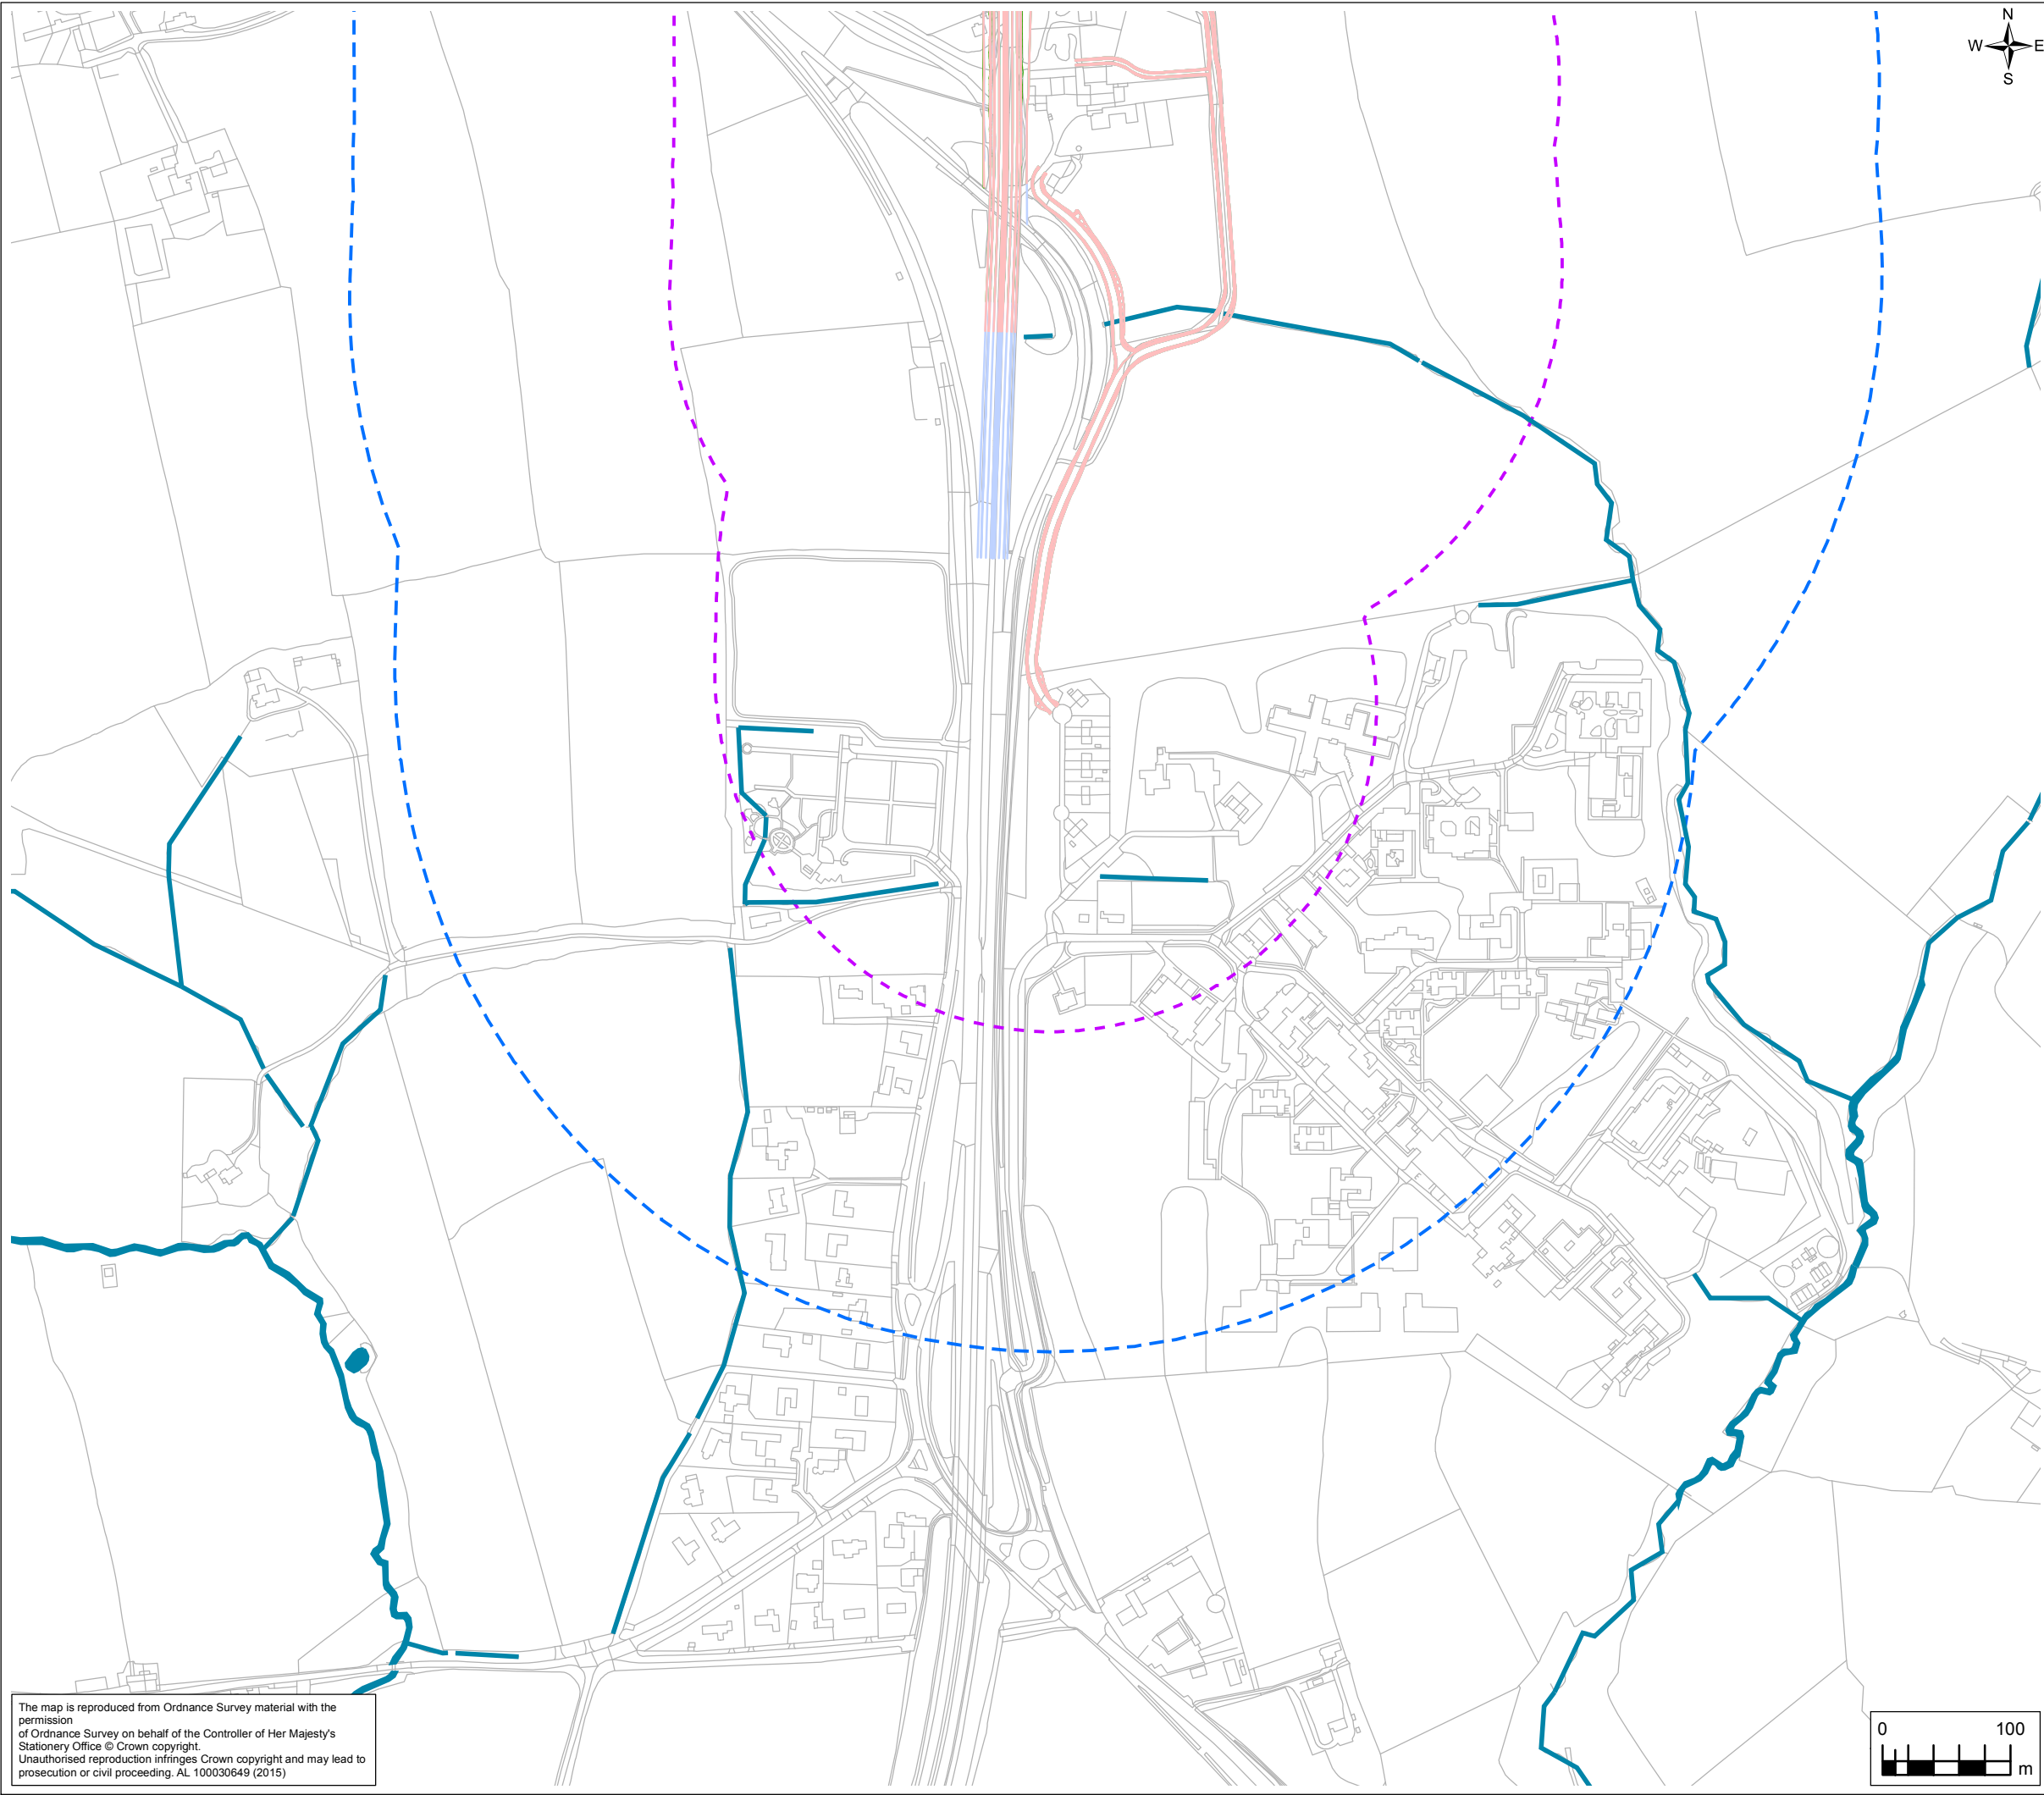 N
W E
S
The map is reproduced from Ordnance Survey material with the
permission
of Ordnance Survey on behalf of the Controller of Her Majesty's
Stationery Office © Crown copyright.
Unauthorised reproduction infringes Crown copyright and may lead to
prosecution or civil proceeding. AL 100030649 (2015)
0 100
m